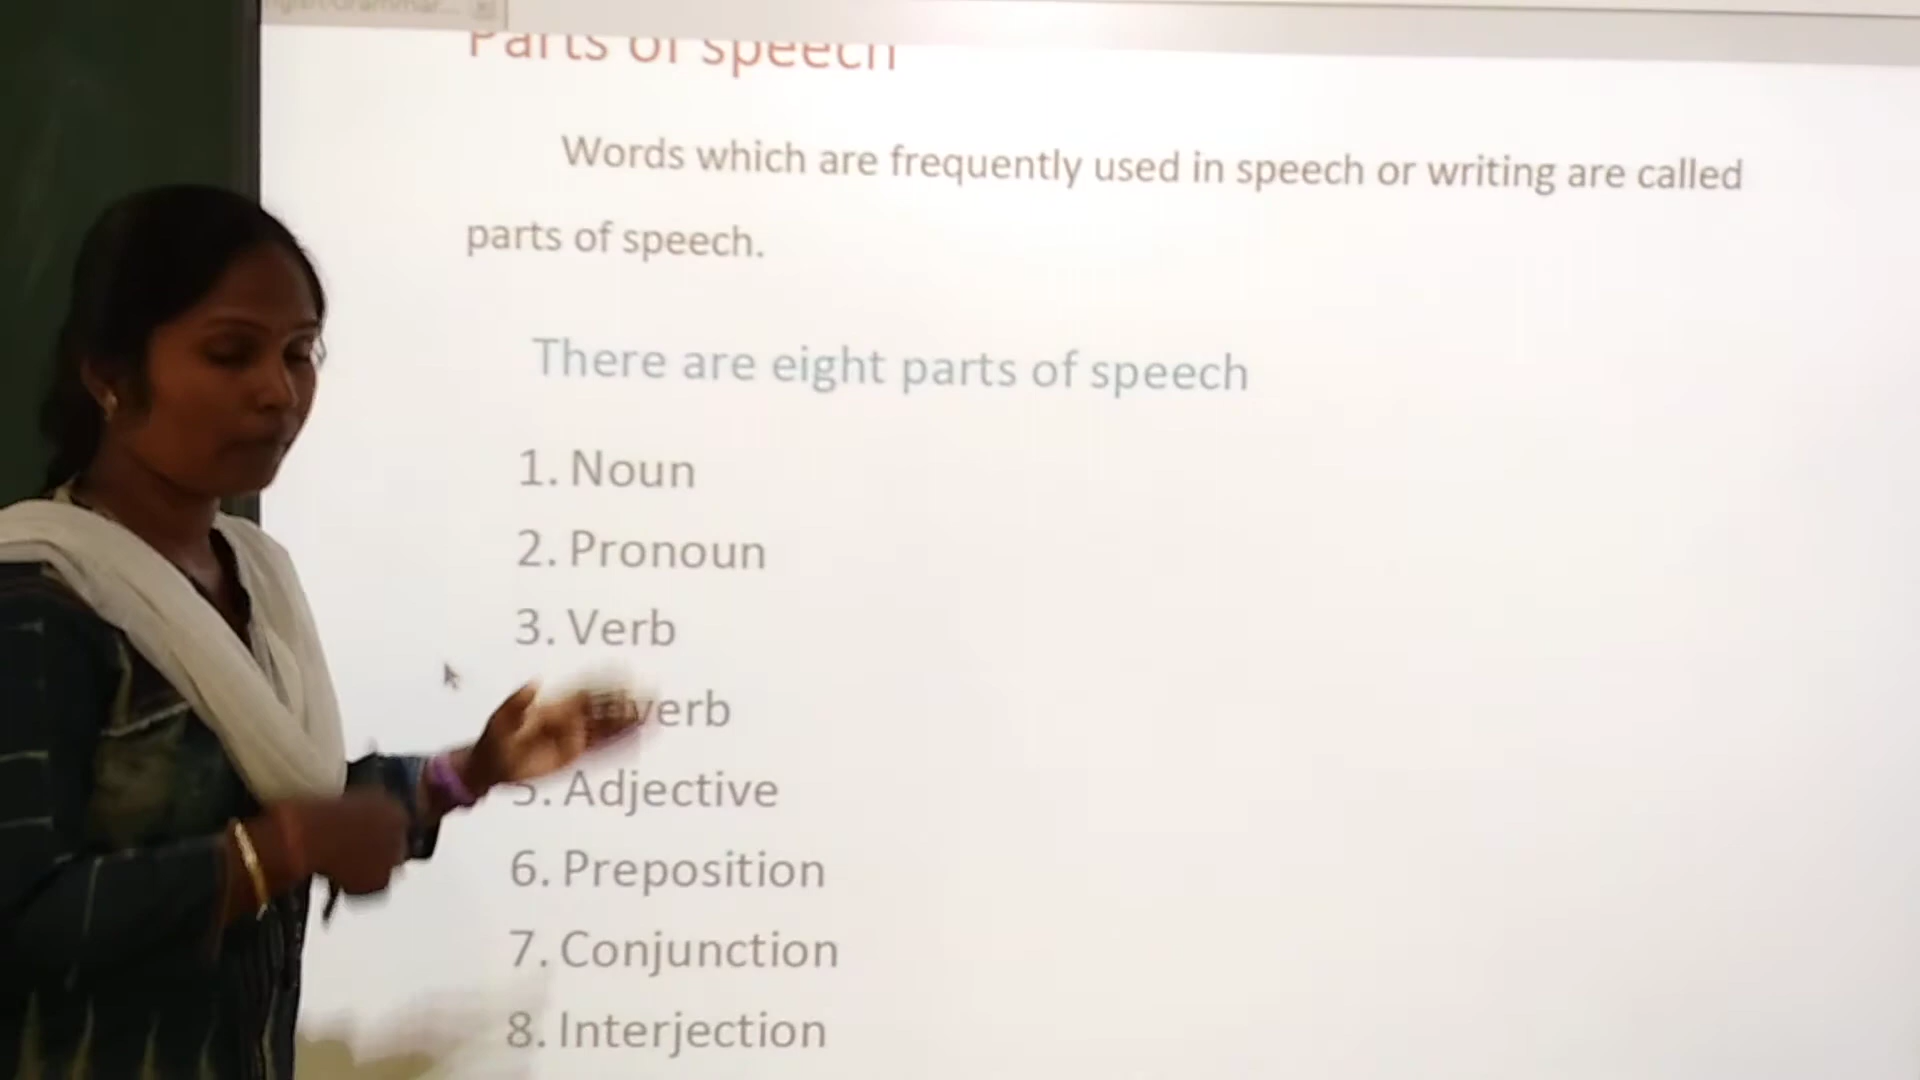 Parts of speech
Words which are frequently used in speech or writing are called
parts of speech.
There are eight parts of speech
1. Noun
2. Pronoun
3. Verb
verb
5. Adjective
6. Preposition
7. Conjunction
8. Interjection